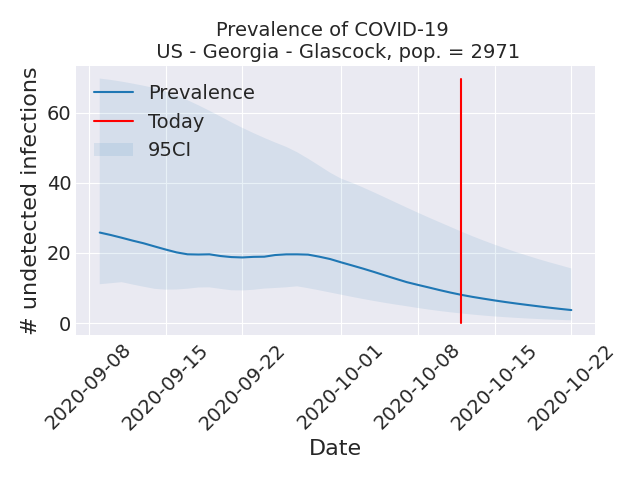 Prevalence of COVID-19
US - Georgia - Glascock, pop. = 2971
# undetected infections
60
40
20
0
Prevalence
Today
95CI
2020-09-08
2020-09-15
2020-09-22
2020-10-01
2020-10-08
2020-10-15
2020-10-22
Date